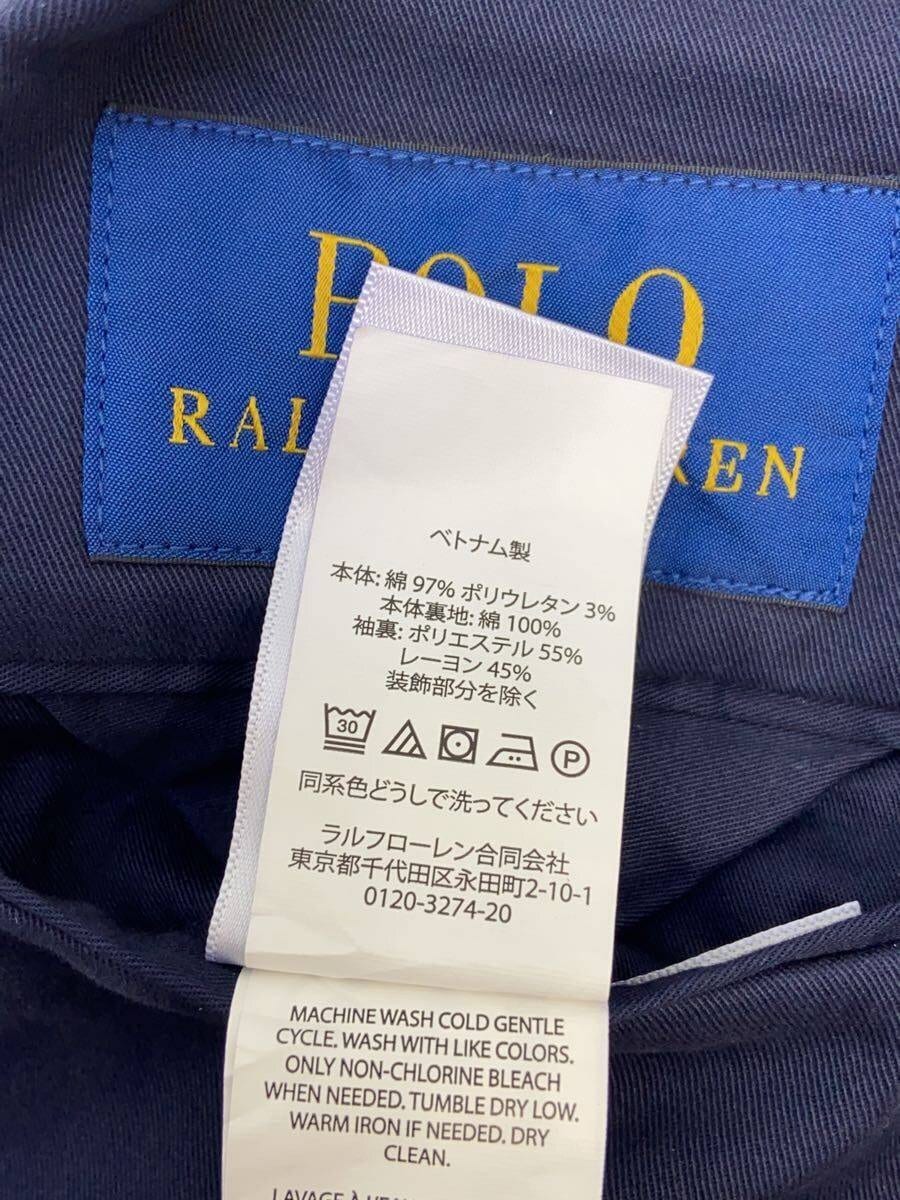 POLO
RAL REN
ベトナム製
本体: 綿 97% ポリウレタン 3%
本体裏地: 綿 100%
袖裏: ポリエステル 55%
レーヨン 45%
装飾部分を除く
30 P
同系色どうしで洗ってください
ラルフローレン合同会社
東京都千代田区永田町2-10-1
0120-3274-20
MACHINE WASH COLD GENTLE
CYCLE. WASH WITH LIKE COLORS.
ONLY NON-CHLORINE BLEACH
WHEN NEEDED. TUMBLE DRY LOW.
WARM IRON IF NEEDED. DRY
CLEAN.
LAVAGE À L'EAU